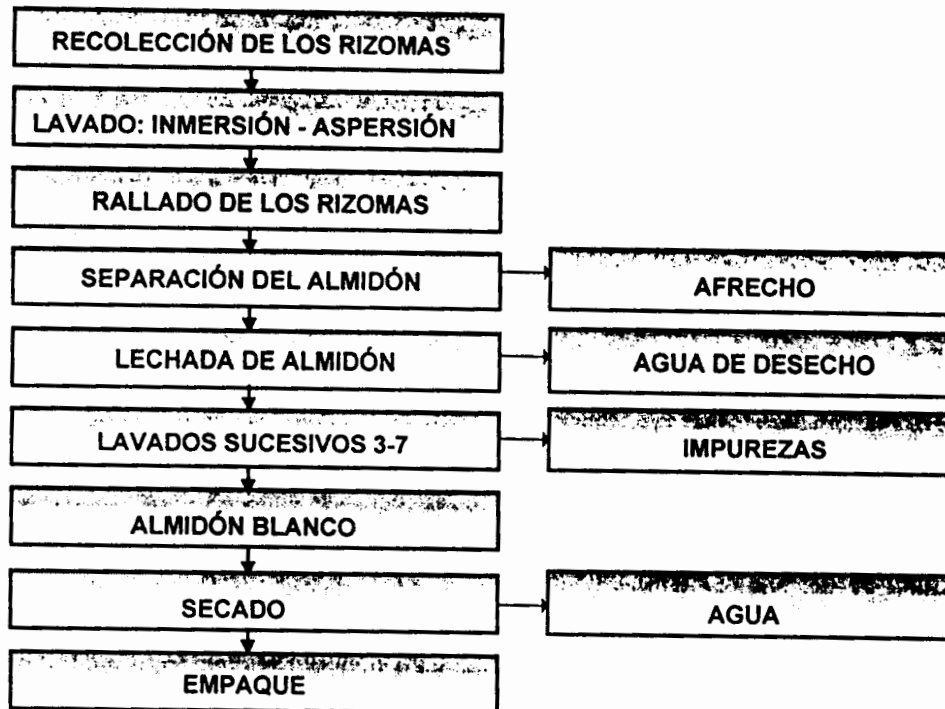 RECOLECCIÓN DE LOS RIZOMAS
LAVADO: INMERSIÓN - ASPERSIÓN
RALLADO DE LOS RIZOMAS
SEPARACIÓN DEL ALMIDÓN
AFRECHO
LECHADA DE ALMIDÓN
AGUA DE DESECHO
LAVADOS SUCESIVOS 3-7
IMPUREZAS
ALMIDÓN BLANCO
SECADO
AGUA
EMPAQUE